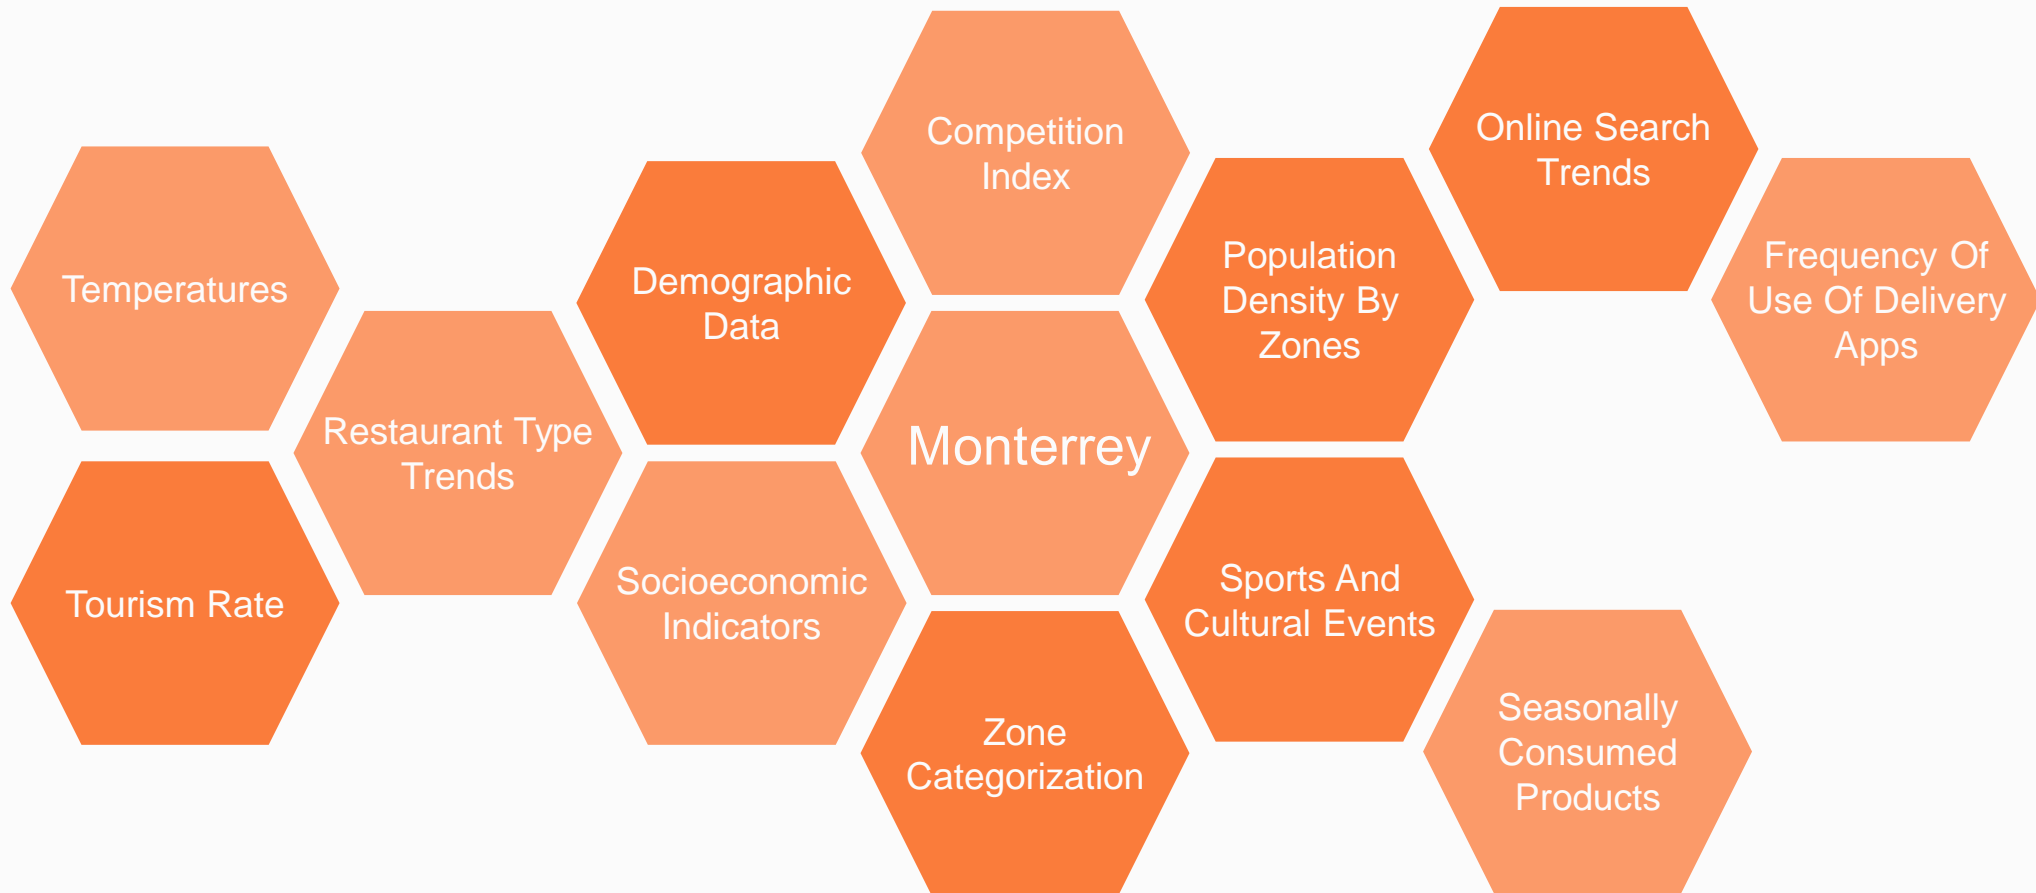 Temperatures
Tourism Rate
Restaurant Type
Trends
Demographic
Data
Socioeconomic
Indicators
Competition
Index
Monterrey
Zone
Categorization
Population
Density By
Zones
Sports And
Cultural Events
Online Search
Trends
Seasonally
Consumed
Products
Frequency Of
Use Of Delivery
Apps